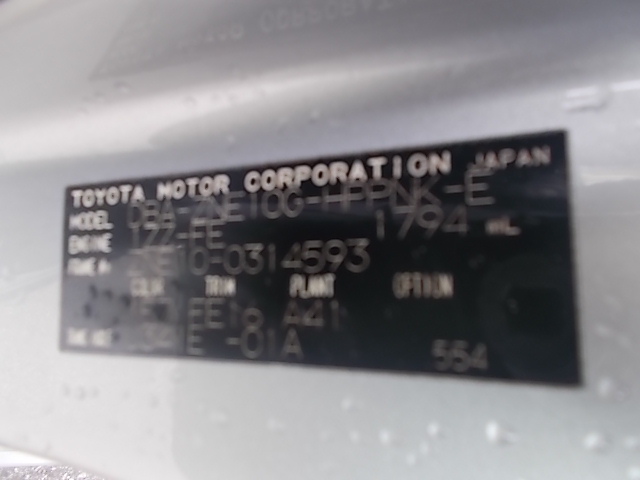 TOYOTA MOTOR CORPORATION JAPAN
MODEL DBA-ZNE10G-HPPNK-E
ENGINE 1ZZ-FE 1794 mL
FRAME # ZNE10-0314593
COLOR TRIM PLANT OPTION
A41
-01A 554